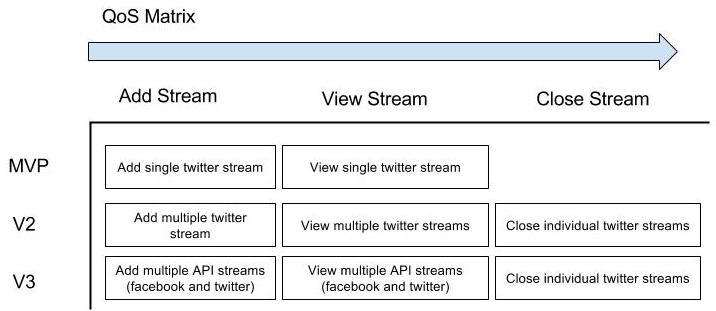 QoS Matrix
Add Stream
View Stream
Close Stream
MVP
Add single twitter stream
View single twitter stream
V2
Add multiple twitter
stream
View multiple twitter streams
Close individual twitter streams
V3
Add multiple API streams
(facebook and twitter)
View multiple API streams
(facebook and twitter)
Close individual twitter streams